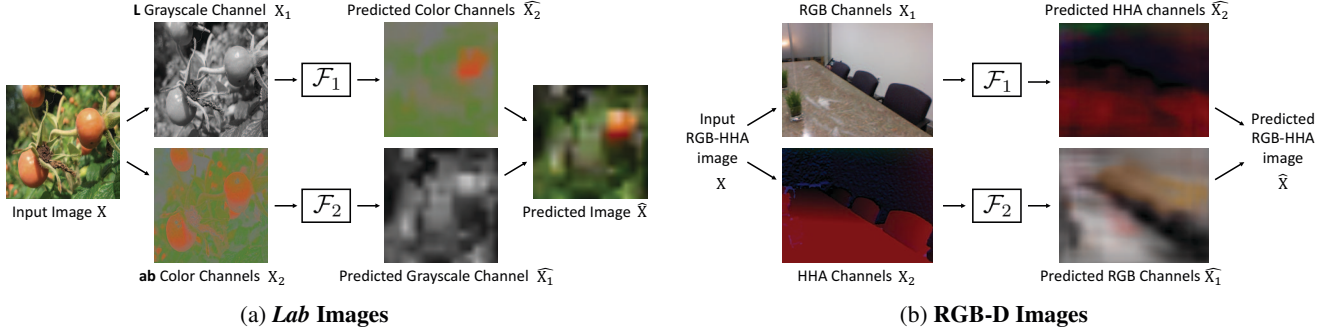 L Grayscale Channel X₁
Predicted Color Channels X̂₂
F₁
Input Image X
Predicted Image X̂
F₂
ab Color Channels X₂
Predicted Grayscale Channel X̂₁
(a) Lab Images
RGB Channels X₁
Predicted HHA Channels X̂₂
F₁
Input
RGB-HHA
image
X
Predicted
RGB-HHA
image
X̂
F₂
HHA Channels X₂
Predicted RGB Channels X̂₁
(b) RGB-D Images